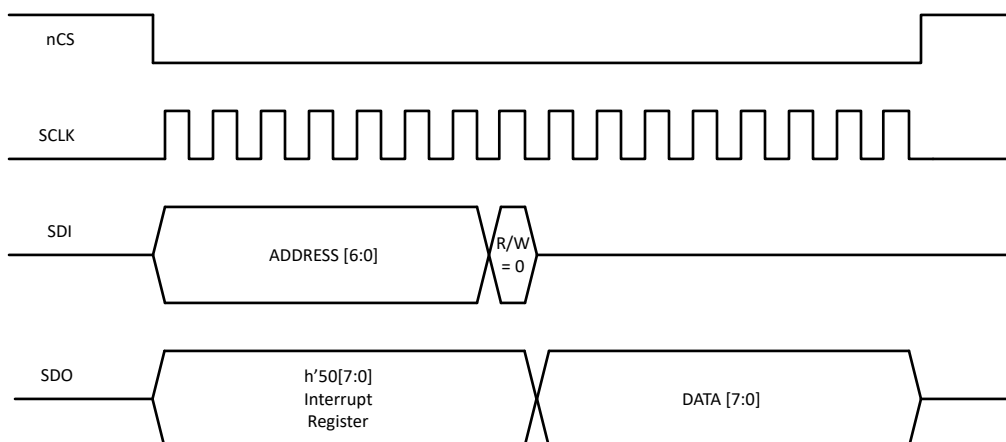 nCS
SCLK
SDI
ADDRESS [6:0]
R/W
= 0
SDO
h’50[7:0]
Interrupt
Register
DATA [7:0]